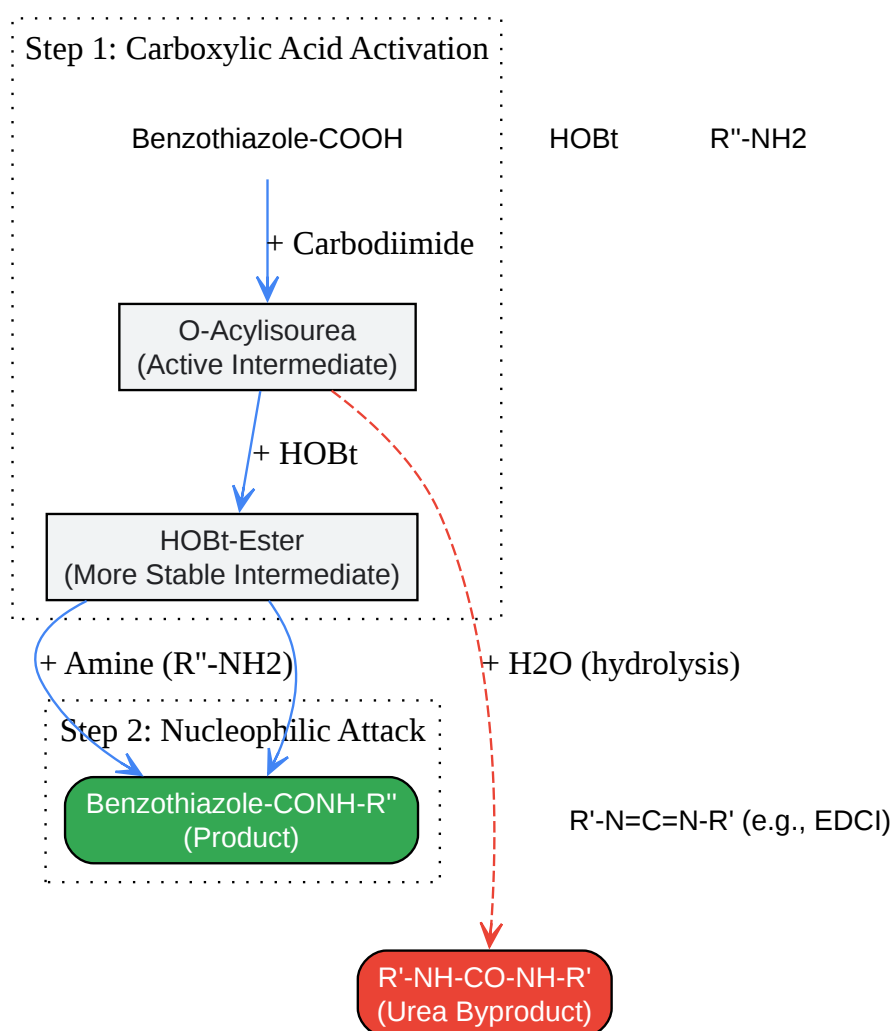 Step 1: Carboxylic Acid Activation
Benzothiazole-COOH
HOBt
R''-NH2
+ Carbodiimide
O-Acylisourea
(Active Intermediate)
+ HOBt
HOBt-Ester
(More Stable Intermediate)
+ Amine (R''-NH2)
+ H2O (hydrolysis)
Step 2: Nucleophilic Attack
Benzothiazole-CONH-R''
(Product)
R'-N=C=N-R' (e.g., EDCI)
R'-NH-CO-NH-R'
(Urea Byproduct)